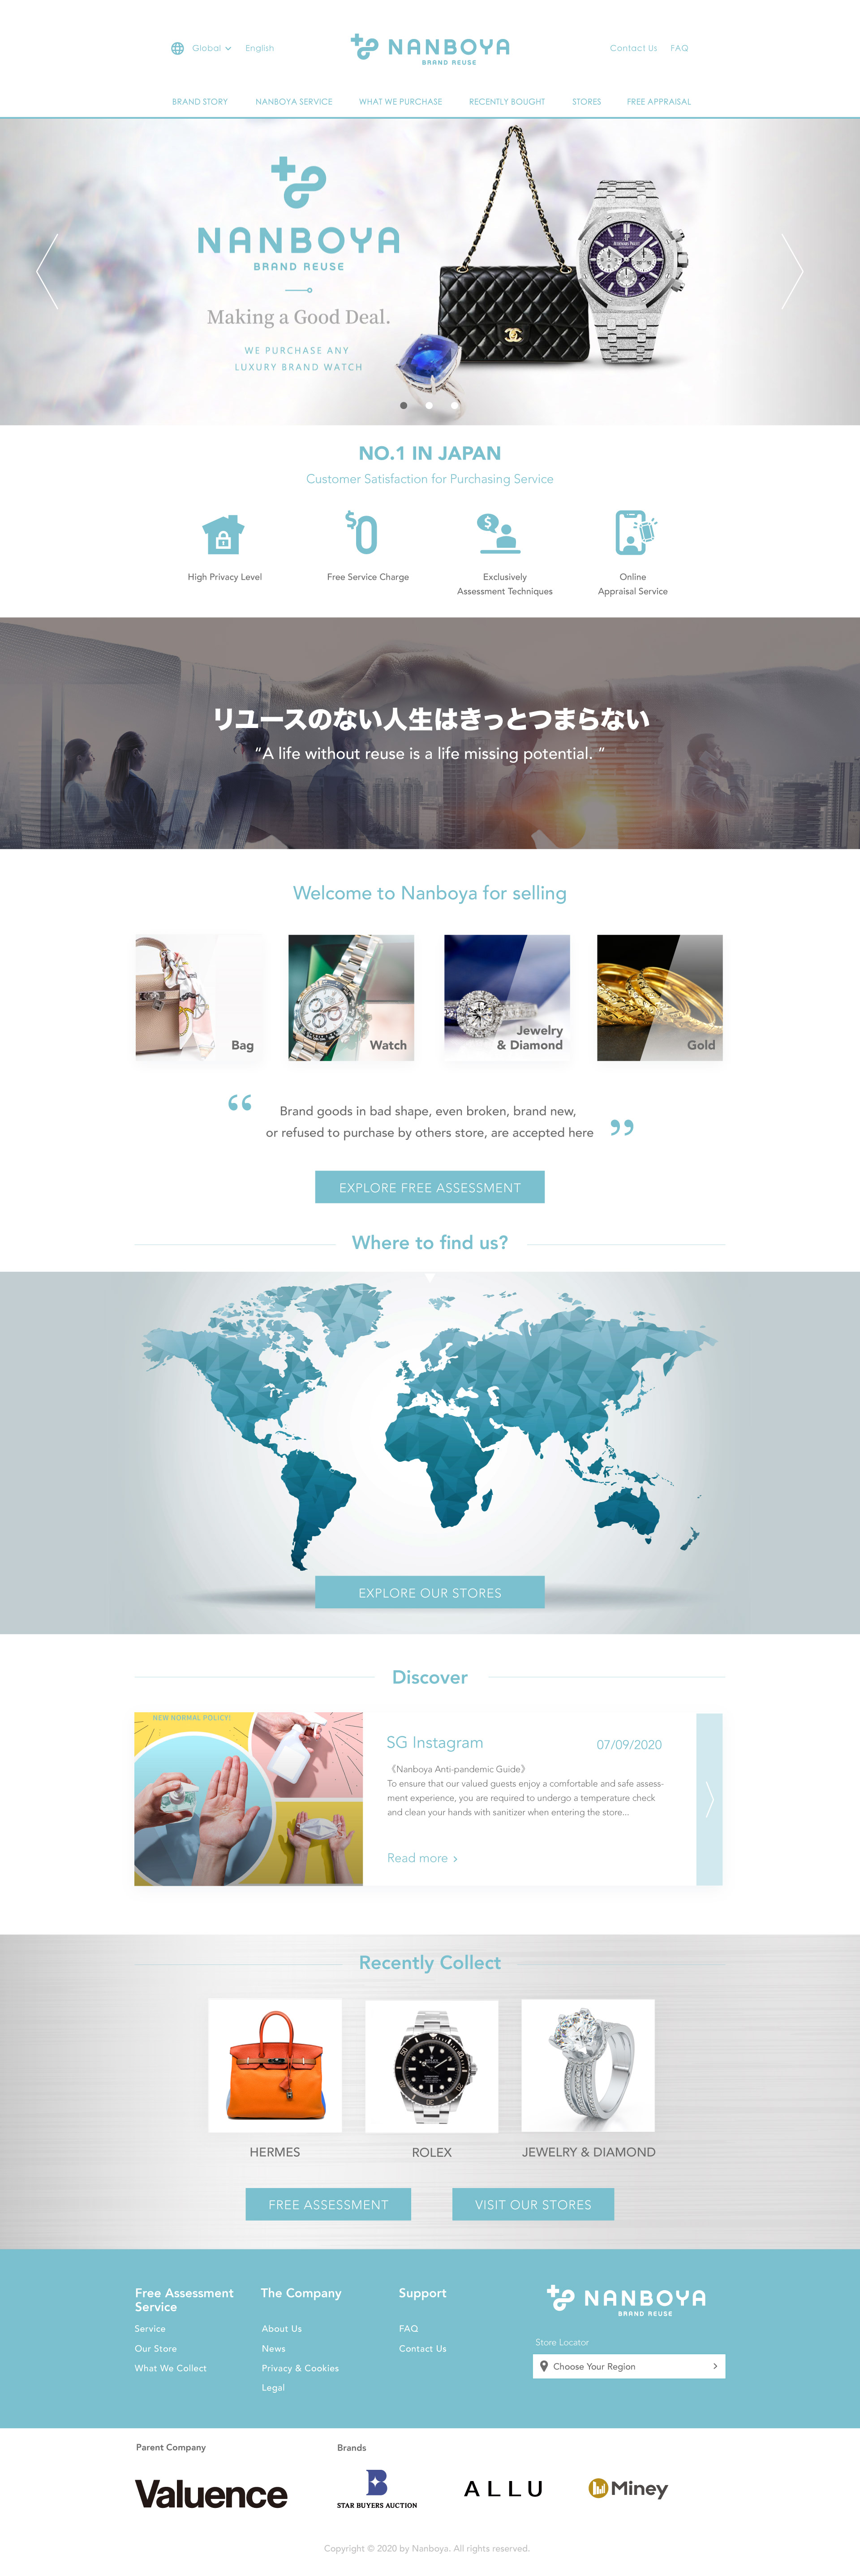 Global
English
NANBOYA
BRAND REUSE
Contact Us
FAQ
BRAND STORY
NANBOYA SERVICE
WHAT WE PURCHASE
RECENTLY BOUGHT
STORES
FREE APPRAISAL
NANBOYA
BRAND REUSE
Making a Good Deal.
WE PURCHASE ANY
LUXURY BRAND WATCH
NO.1 IN JAPAN
Customer Satisfaction for Purchasing Service
High Privacy Level
Free Service Charge
Exclusively
Assessment Techniques
Online
Appraisal Service
リユースのない人生はきっとつまらない
“A life without reuse is a life missing potential. ”
Welcome to Nanboya for selling
Bag
Watch
Jewelry
& Diamond
Gold
“ Brand goods in bad shape, even broken, brand new,
or refused to purchase by others store, are accepted here ”
EXPLORE FREE ASSESSMENT
Where to find us?
EXPLORE OUR STORES
Discover
NEW NORMAL POLICY!
SG Instagram
07/09/2020
《Nanboya Anti-pandemic Guide》
To ensure that our valued guests enjoy a comfortable and safe assess-
ment experience, you are required to undergo a temperature check
and clean your hands with sanitizer when entering the store...
Read more
Recently Collect
HERMES
ROLEX
JEWELRY & DIAMOND
FREE ASSESSMENT
VISIT OUR STORES
Free Assessment
Service
Service
Our Store
What We Collect
The Company
About Us
News
Privacy & Cookies
Legal
Support
FAQ
Contact Us
NANBOYA
BRAND REUSE
Store Locator
Choose Your Region
Parent Company
Valuence
Brands
STAR BUYERS AUCTION
ALLU
Miney
Copyright © 2020 by Nanboya. All rights reserved.